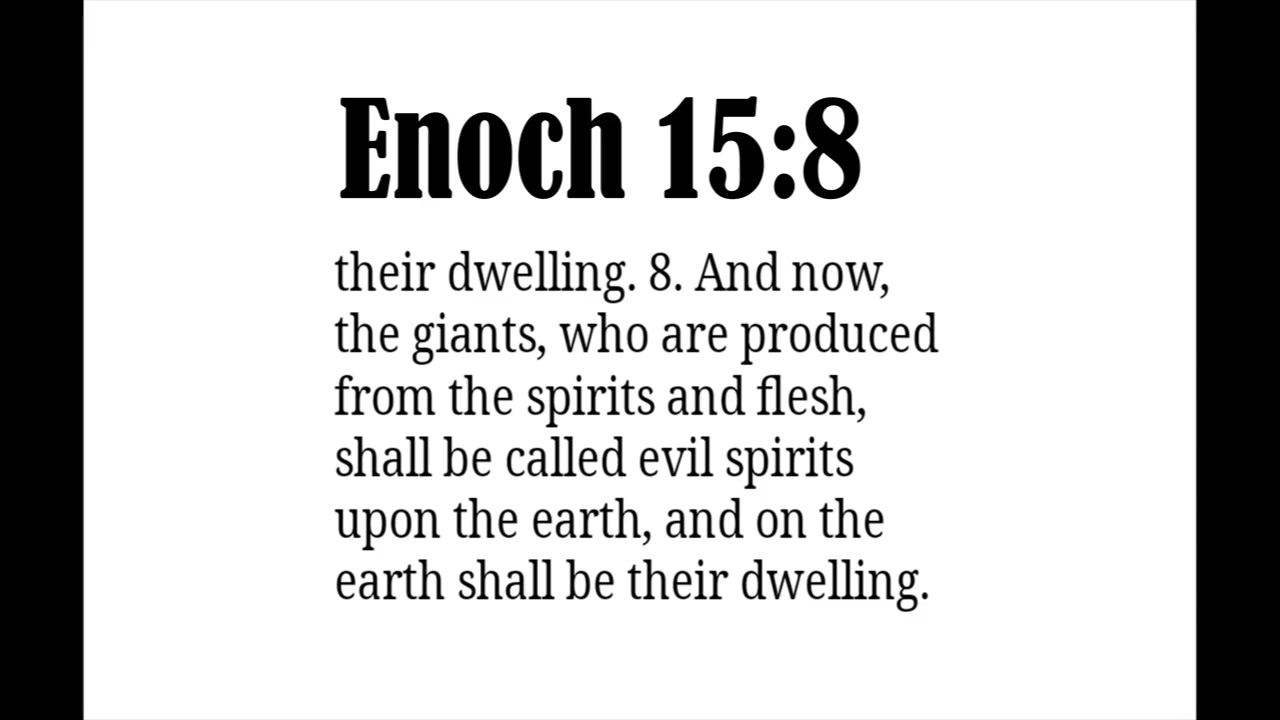 Enoch 15:8
their dwelling. 8. And now,
the giants, who are produced
from the spirits and flesh,
shall be called evil spirits
upon the earth, and on the
earth shall be their dwelling.